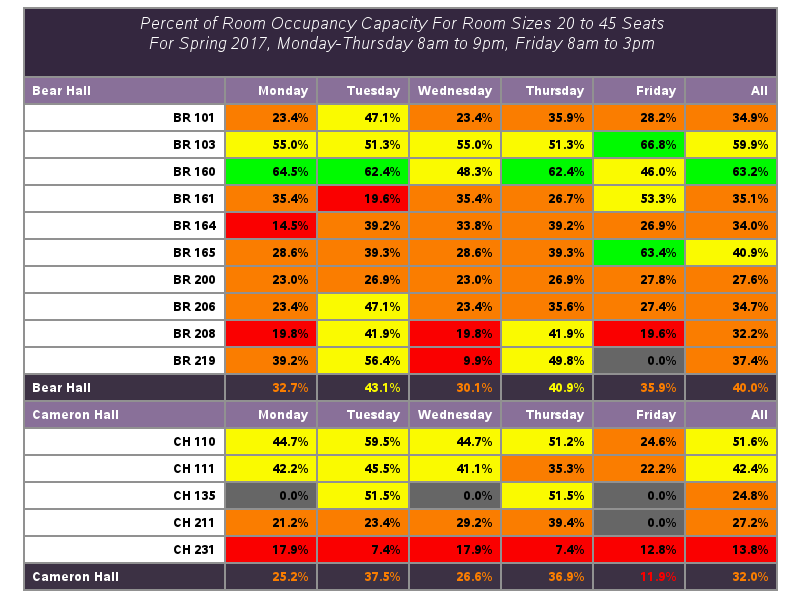 Percent of Room Occupancy Capacity For Room Sizes 20 to 45 Seats
For Spring 2017, Monday-Thursday 8am to 9pm, Friday 8am to 3pm
Bear Hall Monday Tuesday Wednesday Thursday Friday All
BR 101 23.4% 47.1% 23.4% 35.9% 28.2% 34.9%
BR 103 55.0% 51.3% 55.0% 51.3% 66.8% 59.9%
BR 160 64.5% 62.4% 48.3% 62.4% 46.0% 63.2%
BR 161 35.4% 19.6% 35.4% 26.7% 53.3% 35.1%
BR 164 14.5% 39.2% 33.8% 39.2% 26.9% 34.0%
BR 165 28.6% 39.3% 28.6% 39.3% 63.4% 40.9%
BR 200 23.0% 26.9% 23.0% 26.9% 27.8% 27.6%
BR 206 23.4% 47.1% 23.4% 35.6% 27.4% 34.7%
BR 208 19.8% 41.9% 19.8% 41.9% 19.6% 32.2%
BR 219 39.2% 56.4% 9.9% 49.8% 0.0% 37.4%
Bear Hall 32.7% 43.1% 30.1% 40.9% 35.9% 40.0%
Cameron Hall Monday Tuesday Wednesday Thursday Friday All
CH 110 44.7% 59.5% 44.7% 51.2% 24.6% 51.6%
CH 111 42.2% 45.5% 41.1% 35.3% 22.2% 42.4%
CH 135 0.0% 51.5% 0.0% 51.5% 0.0% 24.8%
CH 211 21.2% 23.4% 29.2% 39.4% 0.0% 27.2%
CH 231 17.9% 7.4% 17.9% 7.4% 12.8% 13.8%
Cameron Hall 25.2% 37.5% 26.6% 36.9% 11.9% 32.0%